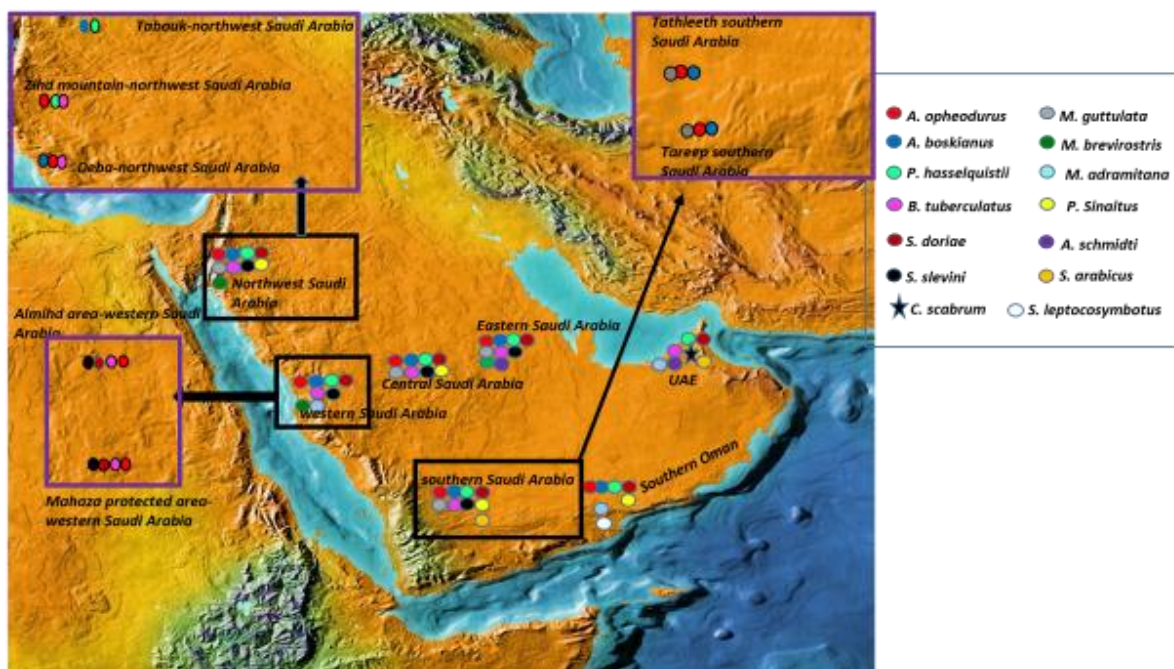 Tabouk-northwest Saudi Arabia
Zihd mountain-northwest Saudi Arabia
Deba-northwest Saudi Arabia
Tathleeth southern
Saudi Arabia
Tareep southern
Saudi Arabia
Northwest Saudi
Arabia
Almihd area-western Saudi
Arabia
Eastern Saudi Arabia
Central Saudi Arabia
western Saudi Arabia
UAE
southern Saudi Arabia
Southern Oman
Mahaza protected area-
western Saudi Arabia
A. opheodurus
M. guttulata
A. boskianus
M. brevirostris
P. hasselquistii
M. adramitana
B. tuberculatus
P. Sinaitus
S. doriae
A. schmidti
S. slevini
S. arabicus
C. scabrum
S. leptocosymbotus